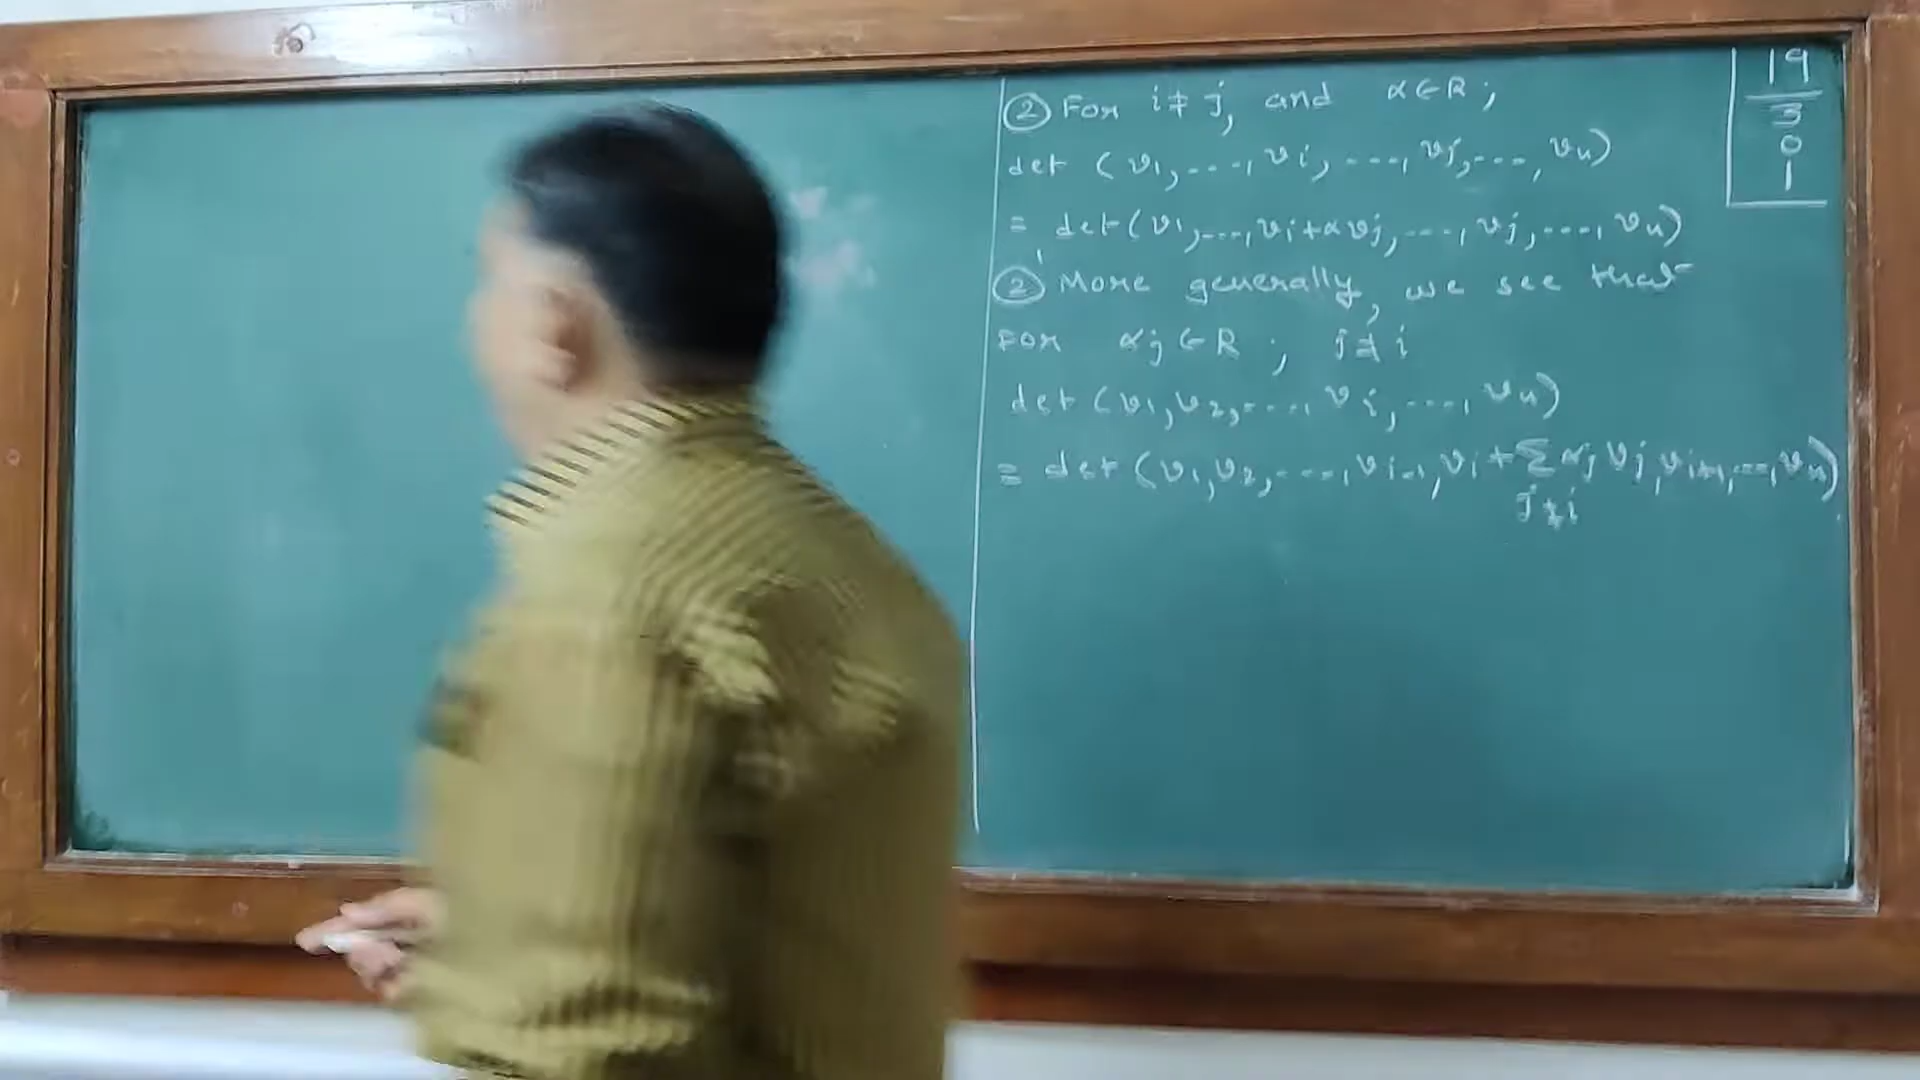 ② For i ≠ j, and α ∈ R ;
det (v1, ----, vi, ----, vj, ---, vn)
= det(v1, ---, vi + αvj, ----, vj, ----, vn)
②' More generally, we see that
For αj ∈ R ; j ≠ i
det (v1, v2, ----, vi, ----, vn)
= det (v1, v2, ----, vi-1, vi + Σ αj vj, vi+1, --, vn).
j ≠ i
19
3
0
1